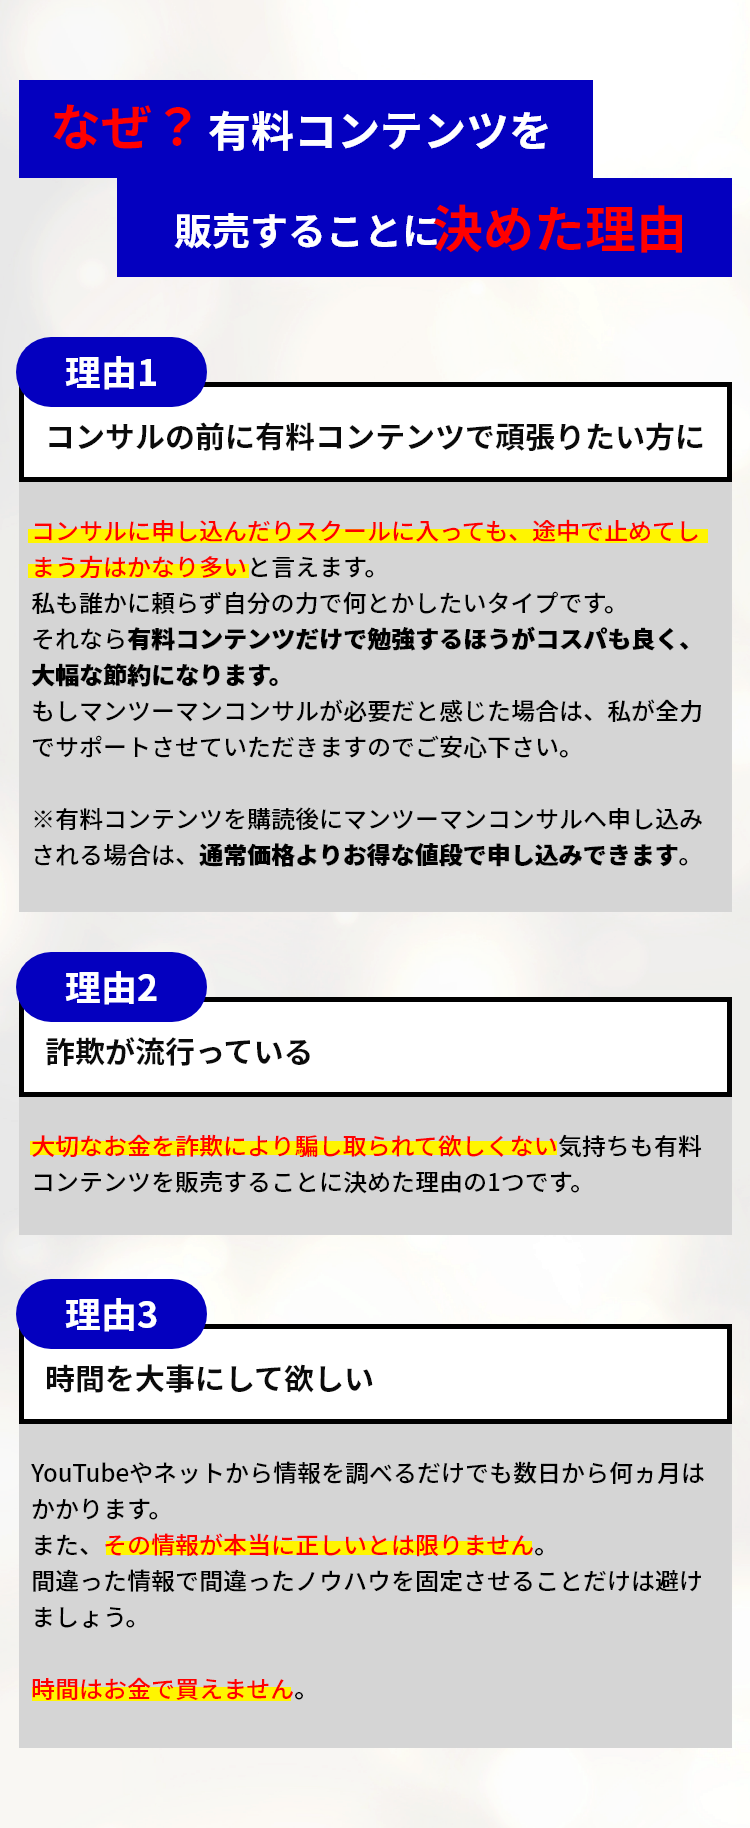 なぜ？有料コンテンツを
販売することに決めた理由
理由1
コンサルの前に有料コンテンツで頑張りたい方に
コンサルに申し込んだりスクールに入っても、途中で止めてし
まう方はかなり多いと言えます。
私も誰かに頼らず自分の力で何とかしたいタイプです。
それなら有料コンテンツだけで勉強するほうがコスパも良く、
大幅な節約になります。
もしマンツーマンコンサルが必要だと感じた場合は、私が全力
でサポートさせていただきますのでご安心下さい。
※有料コンテンツを購読後にマンツーマンコンサルへ申し込み
される場合は、通常価格よりお得な値段で申し込みできます。
理由2
詐欺が流行っている
大切なお金を詐欺により騙し取られて欲しくない気持ちも有料
コンテンツを販売することに決めた理由の1つです。
理由3
時間を大事にして欲しい
YouTubeやネットから情報を調べるだけでも数日から何ヵ月は
かかります。
また、その情報が本当に正しいとは限りません。
間違った情報で間違ったノウハウを固定させることだけは避け
ましょう。
時間はお金で買えません。